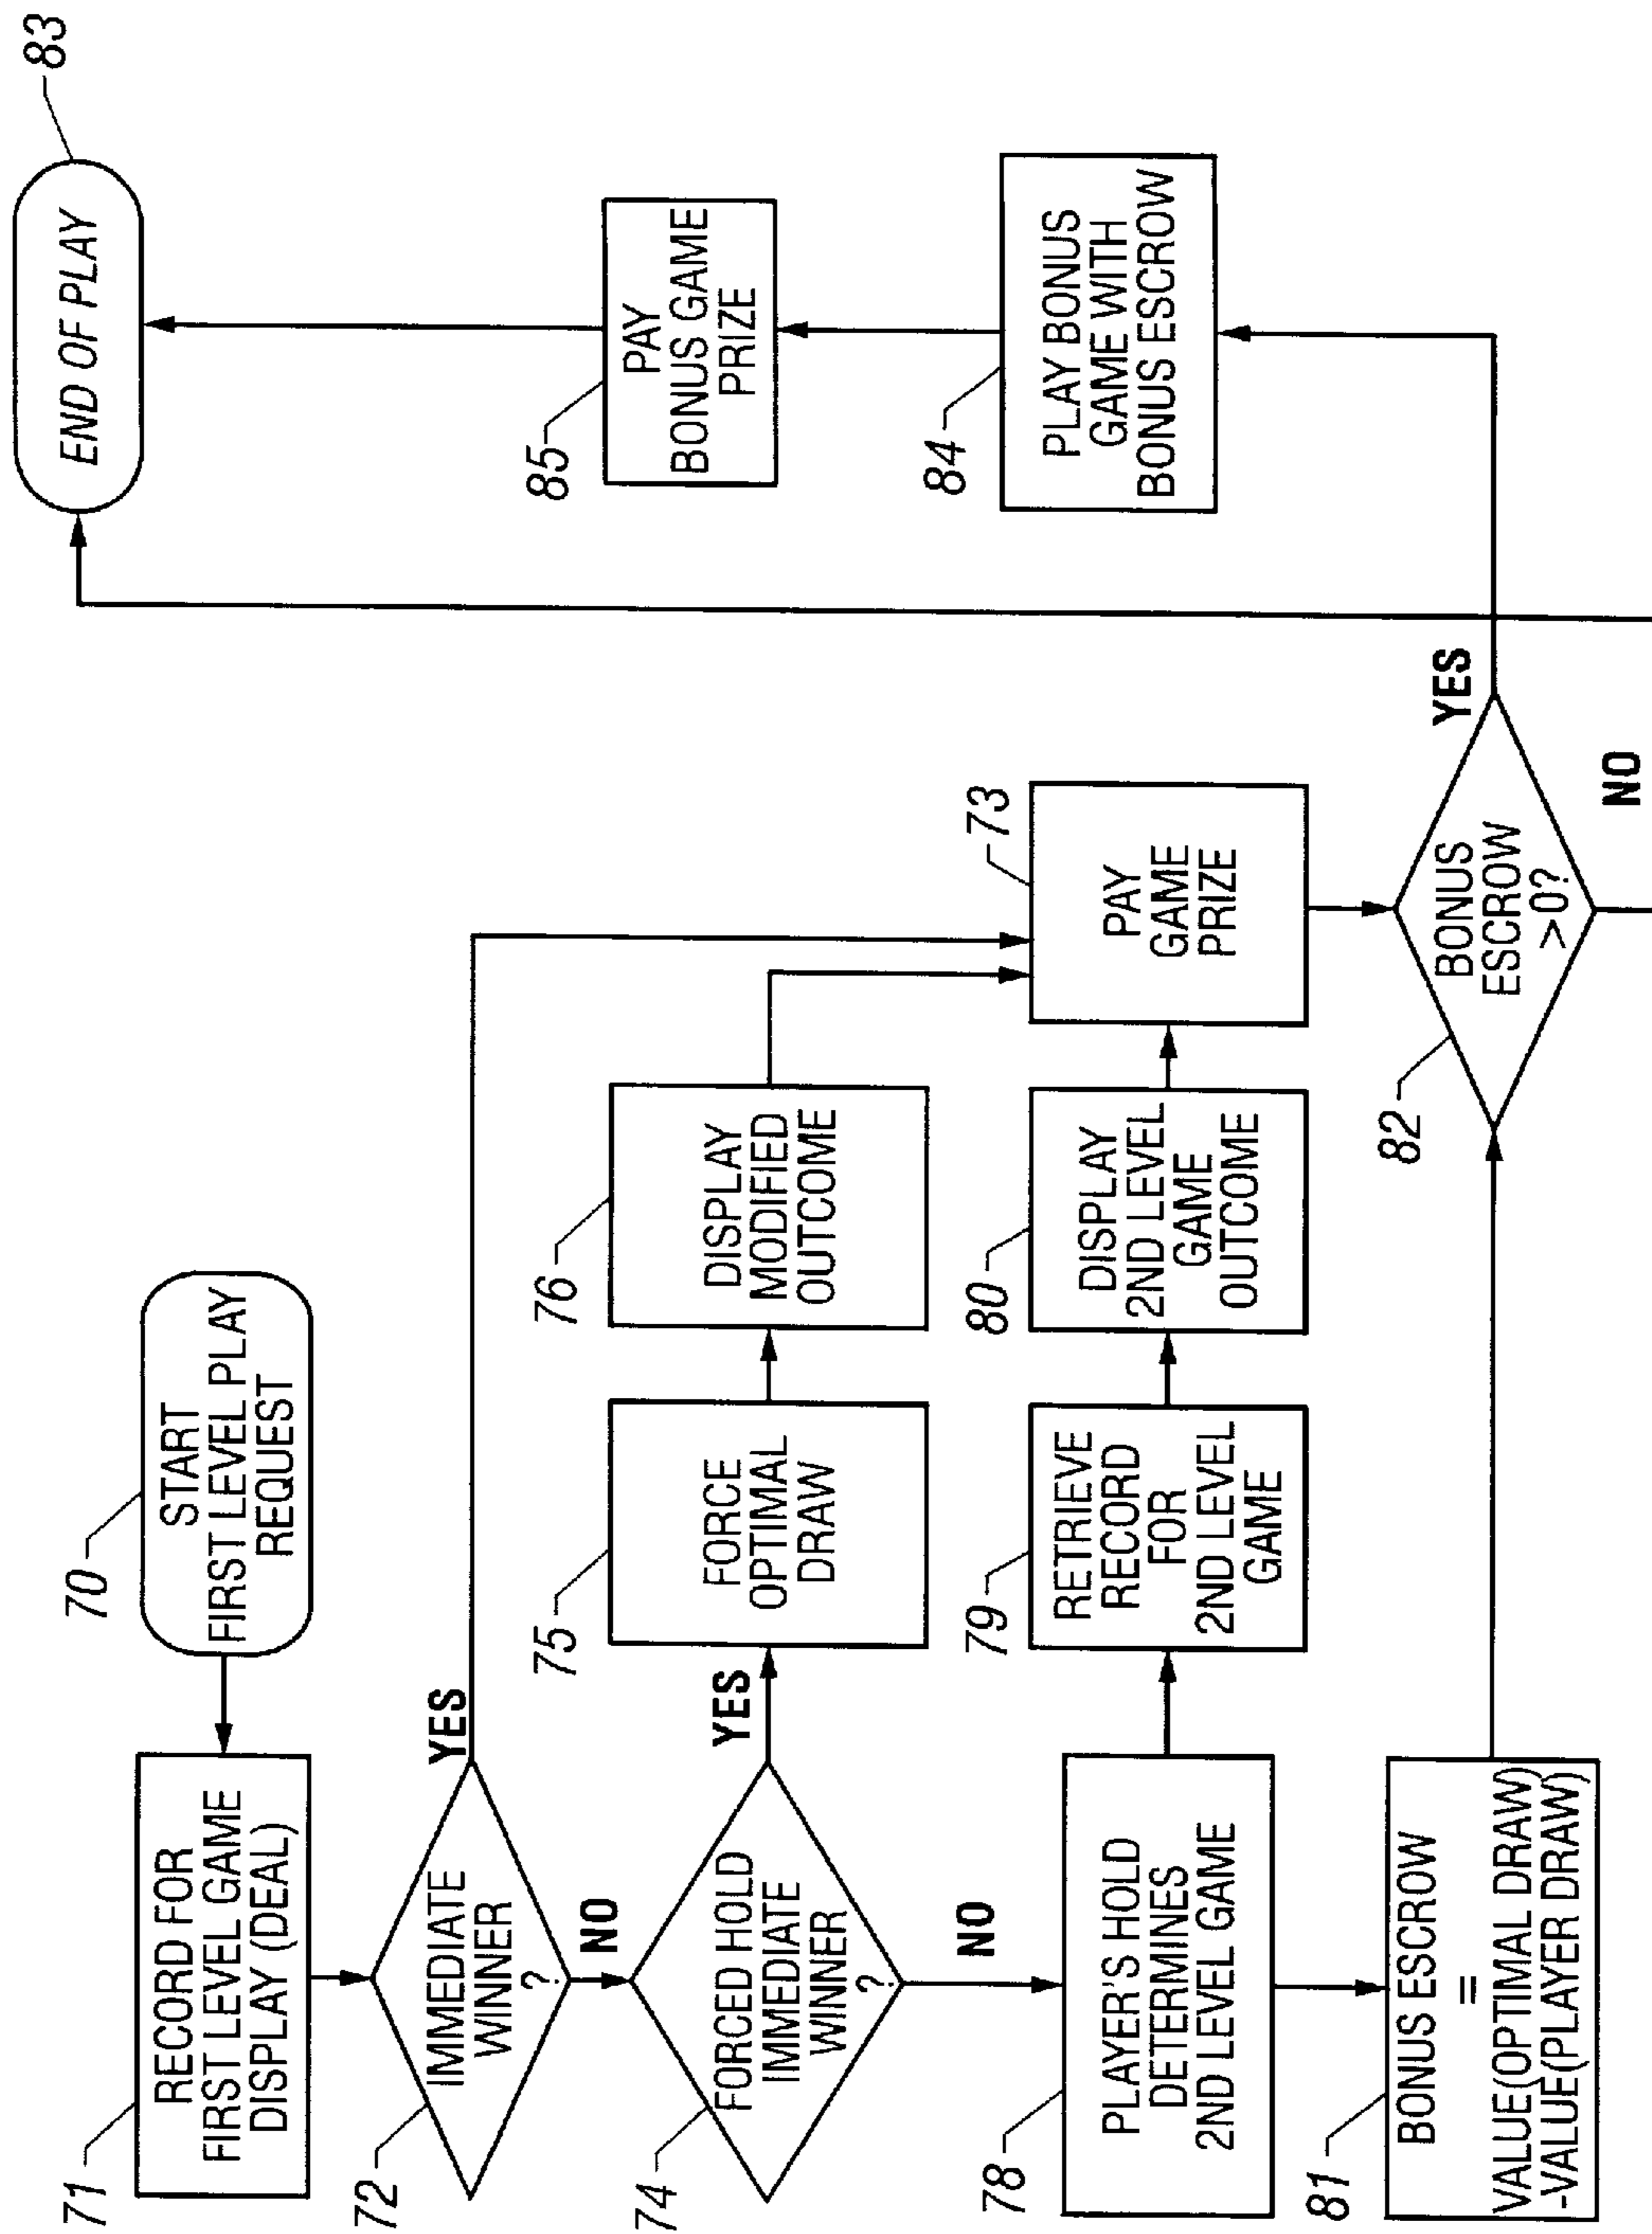 70
START
FIRST LEVEL PLAY
REQUEST
71
RECORD FOR
FIRST LEVEL GAME
DISPLAY (DEAL)
72
IMMEDIATE
WINNER
?
YES
NO
74
FORCED HOLD
IMMEDIATE
WINNER
?
YES
NO
75
FORCE
OPTIMAL
DRAW
76
DISPLAY
MODIFIED
OUTCOME
78
PLAYER'S HOLD
DETERMINES
2ND LEVEL GAME
79
RETRIEVE
RECORD
FOR
2ND LEVEL
GAME
80
DISPLAY
2ND LEVEL
GAME
OUTCOME
73
PAY
GAME
PRIZE
81
BONUS ESCROW
=
VALUE(OPTIMAL DRAW)
-VALUE(PLAYER DRAW)
82
BONUS
ESCROW
>0?
YES
NO
84
PLAY BONUS
GAME WITH
BONUS ESCROW
85
PAY
BONUS GAME
PRIZE
83
END OF PLAY